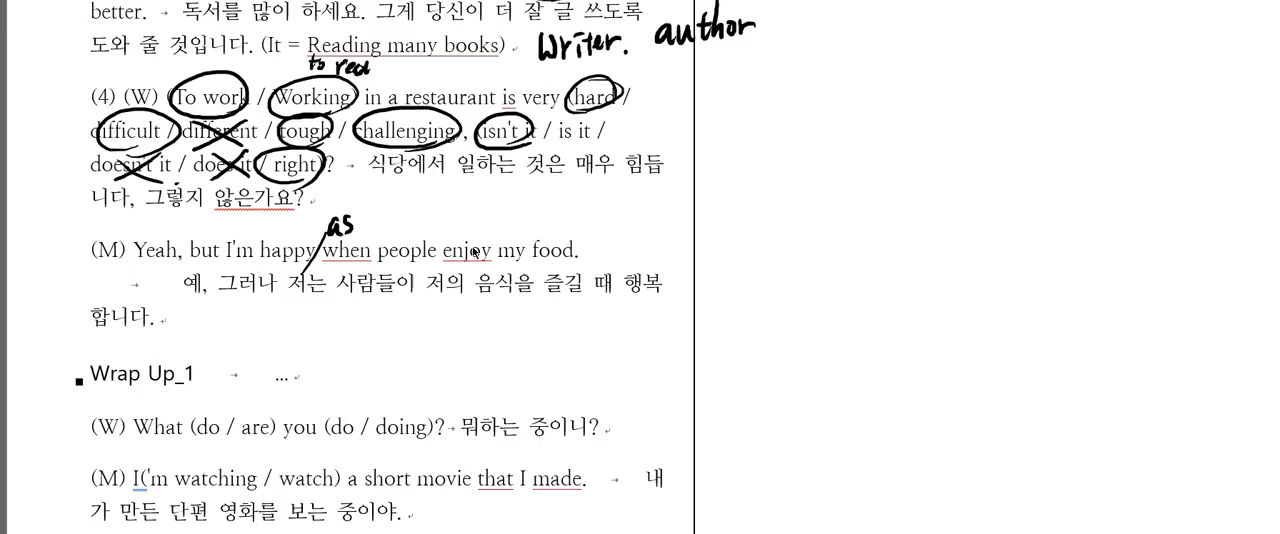 better. → 독서를 많이 하세요. 그게 당신이 더 잘 글 쓰도록
도와 줄 것입니다. (It = Reading many books) writer. author
to read
(4) (W) (To work / Working) in a restaurant is very (hard /
difficult / different / tough / challenging), (isn't it / is it /
doesn't it / does it / right)? → 식당에서 일하는 것은 매우 힘듭
니다, 그렇지 않은가요?
as
(M) Yeah, but I'm happy when people enjoy my food.
→ 예, 그러나 저는 사람들이 저의 음식을 즐길 때 행복
합니다.
Wrap Up_1 → ...
(W) What (do / are) you (do / doing)? → 뭐하는 중이니?
(M) I('m watching / watch) a short movie that I made. → 내
가 만든 단편 영화를 보는 중이야.